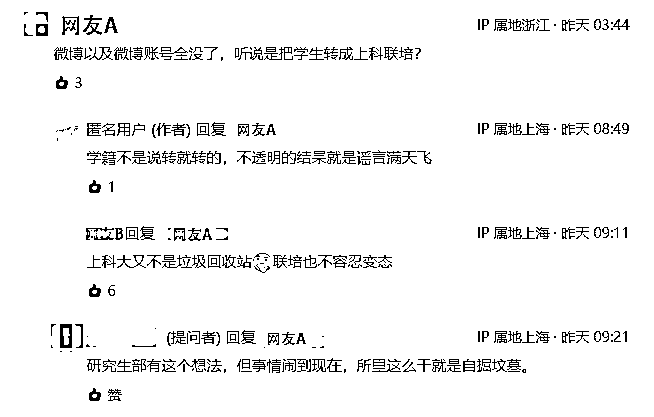 网友A IP 属地浙江 · 昨天 03:44
微博以及微博账号全没了，听说是把学生转成上科联培？
3
匿名用户 (作者) 回复 网友A IP 属地上海 · 昨天 08:49
学籍不是说转就转的，不透明的结果就是谣言满天飞
1
网友B回复 网友A IP 属地上海 · 昨天 09:11
上科大又不是垃圾回收站 联培也不容忍变态
6
(提问者) 回复 网友A IP 属地上海 · 昨天 09:21
研究生部有这个想法，但事情闹到现在，所里这么干就是自掘坟墓。
赞